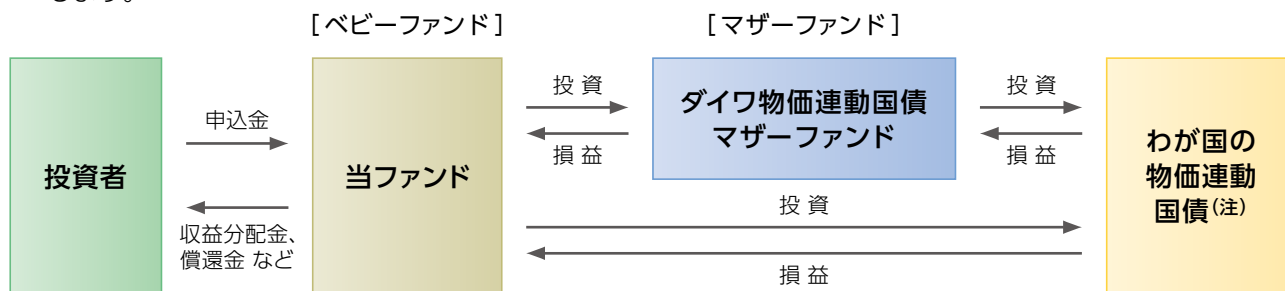 します。
[ベビーファンド]
[マザーファンド]
投資者
申込金
収益分配金、
償還金 など
当ファンド
投 資
損 益
ダイワ物価連動国債
マザーファンド
投 資
損 益
投 資
損 益
わが国の
物価連動
国債(注)